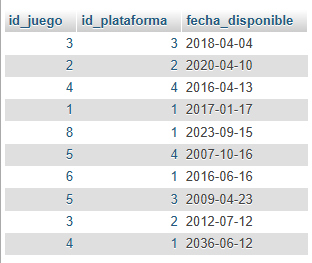 id_juego id_plataforma fecha_disponible
3 3 2018-04-04
2 2 2020-04-10
4 4 2016-04-13
1 1 2017-01-17
8 1 2023-09-15
5 4 2007-10-16
6 1 2016-06-16
5 3 2009-04-23
3 2 2012-07-12
4 1 2036-06-12